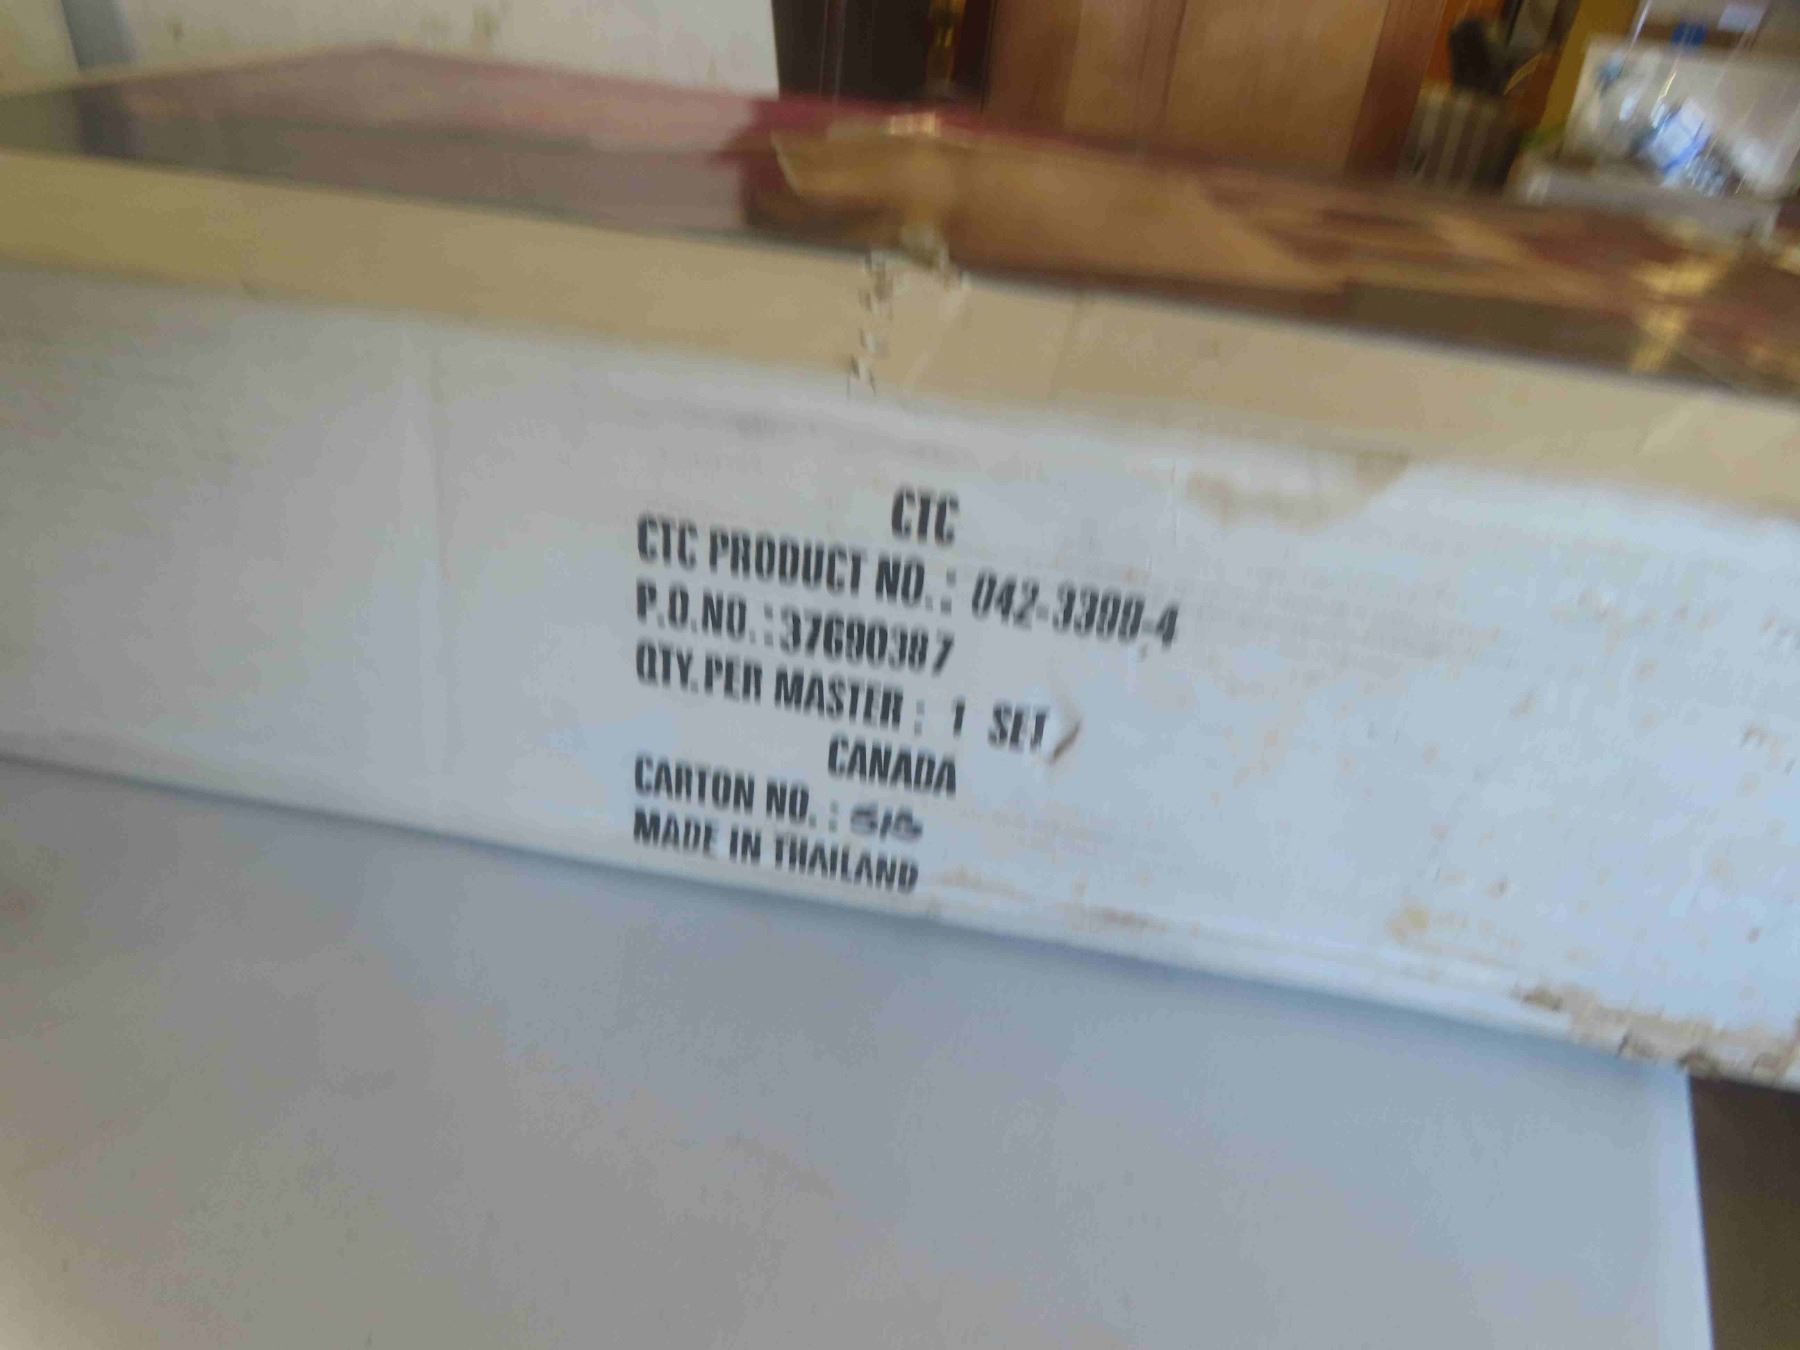 CTC
CTC PRODUCT NO.: 042-3399-4
P.O.NO.:37690387
QTY.PER MASTER: 1 SET
CANADA
CARTON NO.:
MADE IN THAILAND